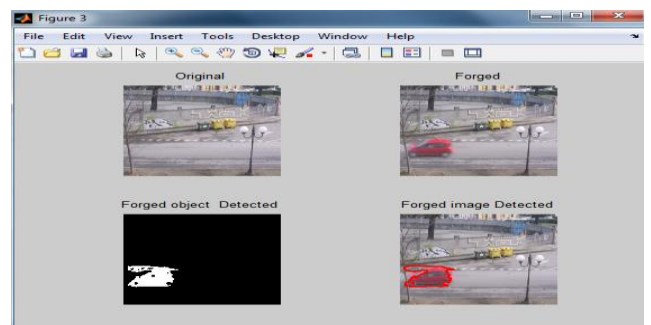 Figure 3
File Edit View Insert Tools Desktop Window Help
Original
Forged
Forged object Detected
Forged image Detected